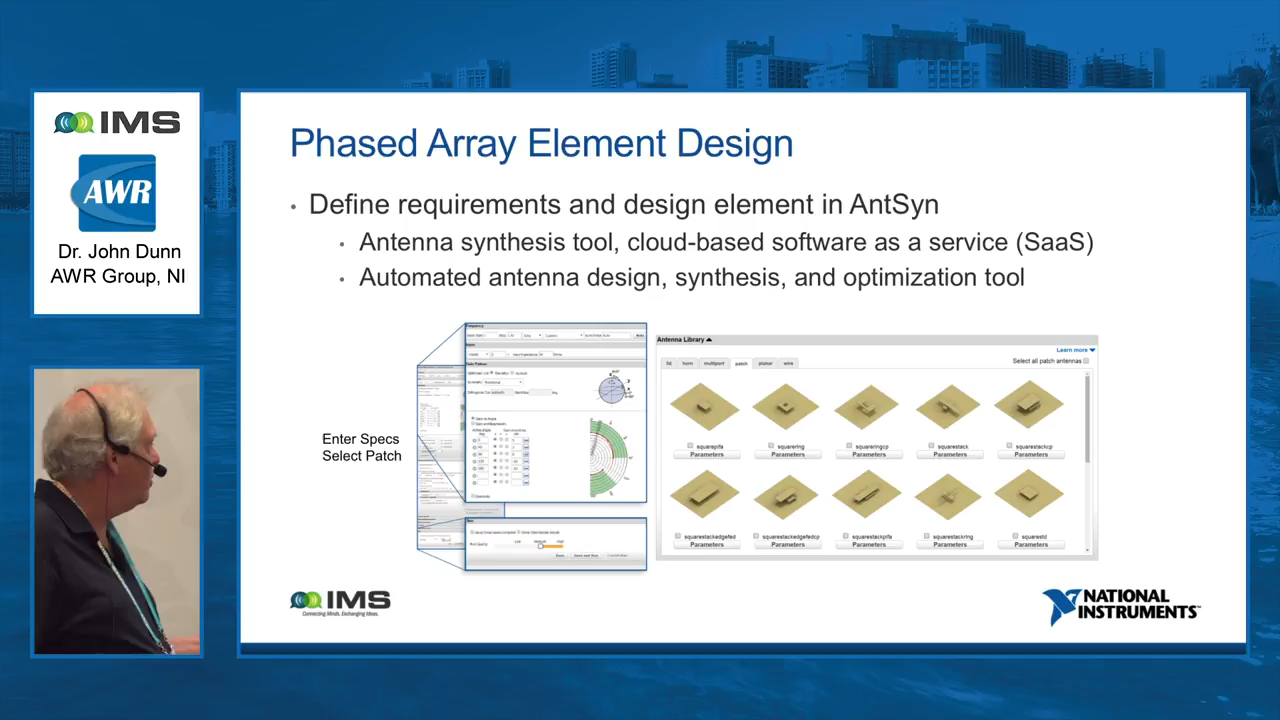 IMS
AWR
Dr. John Dunn
AWR Group, NI
Phased Array Element Design
• Define requirements and design element in AntSyn
• Antenna synthesis tool, cloud-based software as a service (SaaS)
• Automated antenna design, synthesis, and optimization tool
Enter Specs
Select Patch
Frequency
Antenna Library
Learn more
3d horn multiport patch planar wire
Select all patch antennas
squarepifa squarering squareringcp squarestack squarestackcp
Parameters Parameters Parameters Parameters Parameters
squarestackedgefed squarestackedgefedcp squarestackpifa squarestackring squaretd
Parameters Parameters Parameters Parameters Parameters
IMS
Connecting Minds. Exchanging Ideas.
NATIONAL
INSTRUMENTS™